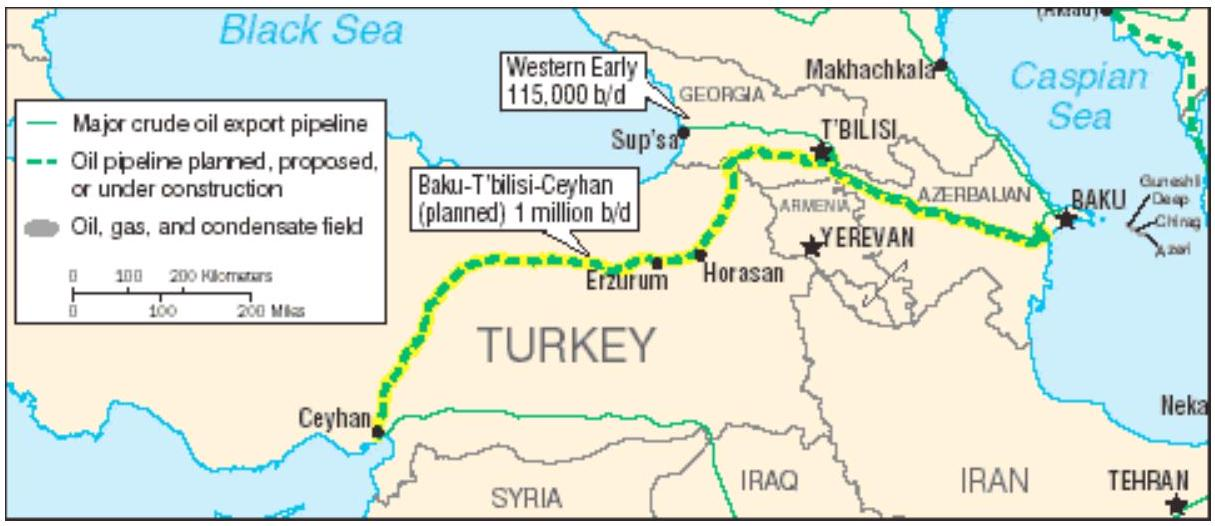 Black Sea
(Aktau)
Western Early
115,000 b/d
Makhachkala
Caspian
Sea
GEORGIA
Major crude oil export pipeline
T'BILISI
Sup'sa
Oil pipeline planned, proposed,
or under construction
Baku-T'bilisi-Ceyhan
(planned) 1 million b/d
AZERBAIJAN
BAKU
Guneshli
Deep
Chirag
Azeri
ARMENIA
Oil, gas, and condensate field
YEREVAN
0 100 200 Kilometers
0 100 200 Miles
Erzurum
Horasan
TURKEY
Ceyhan
Neka
SYRIA
IRAQ
IRAN
TEHRAN